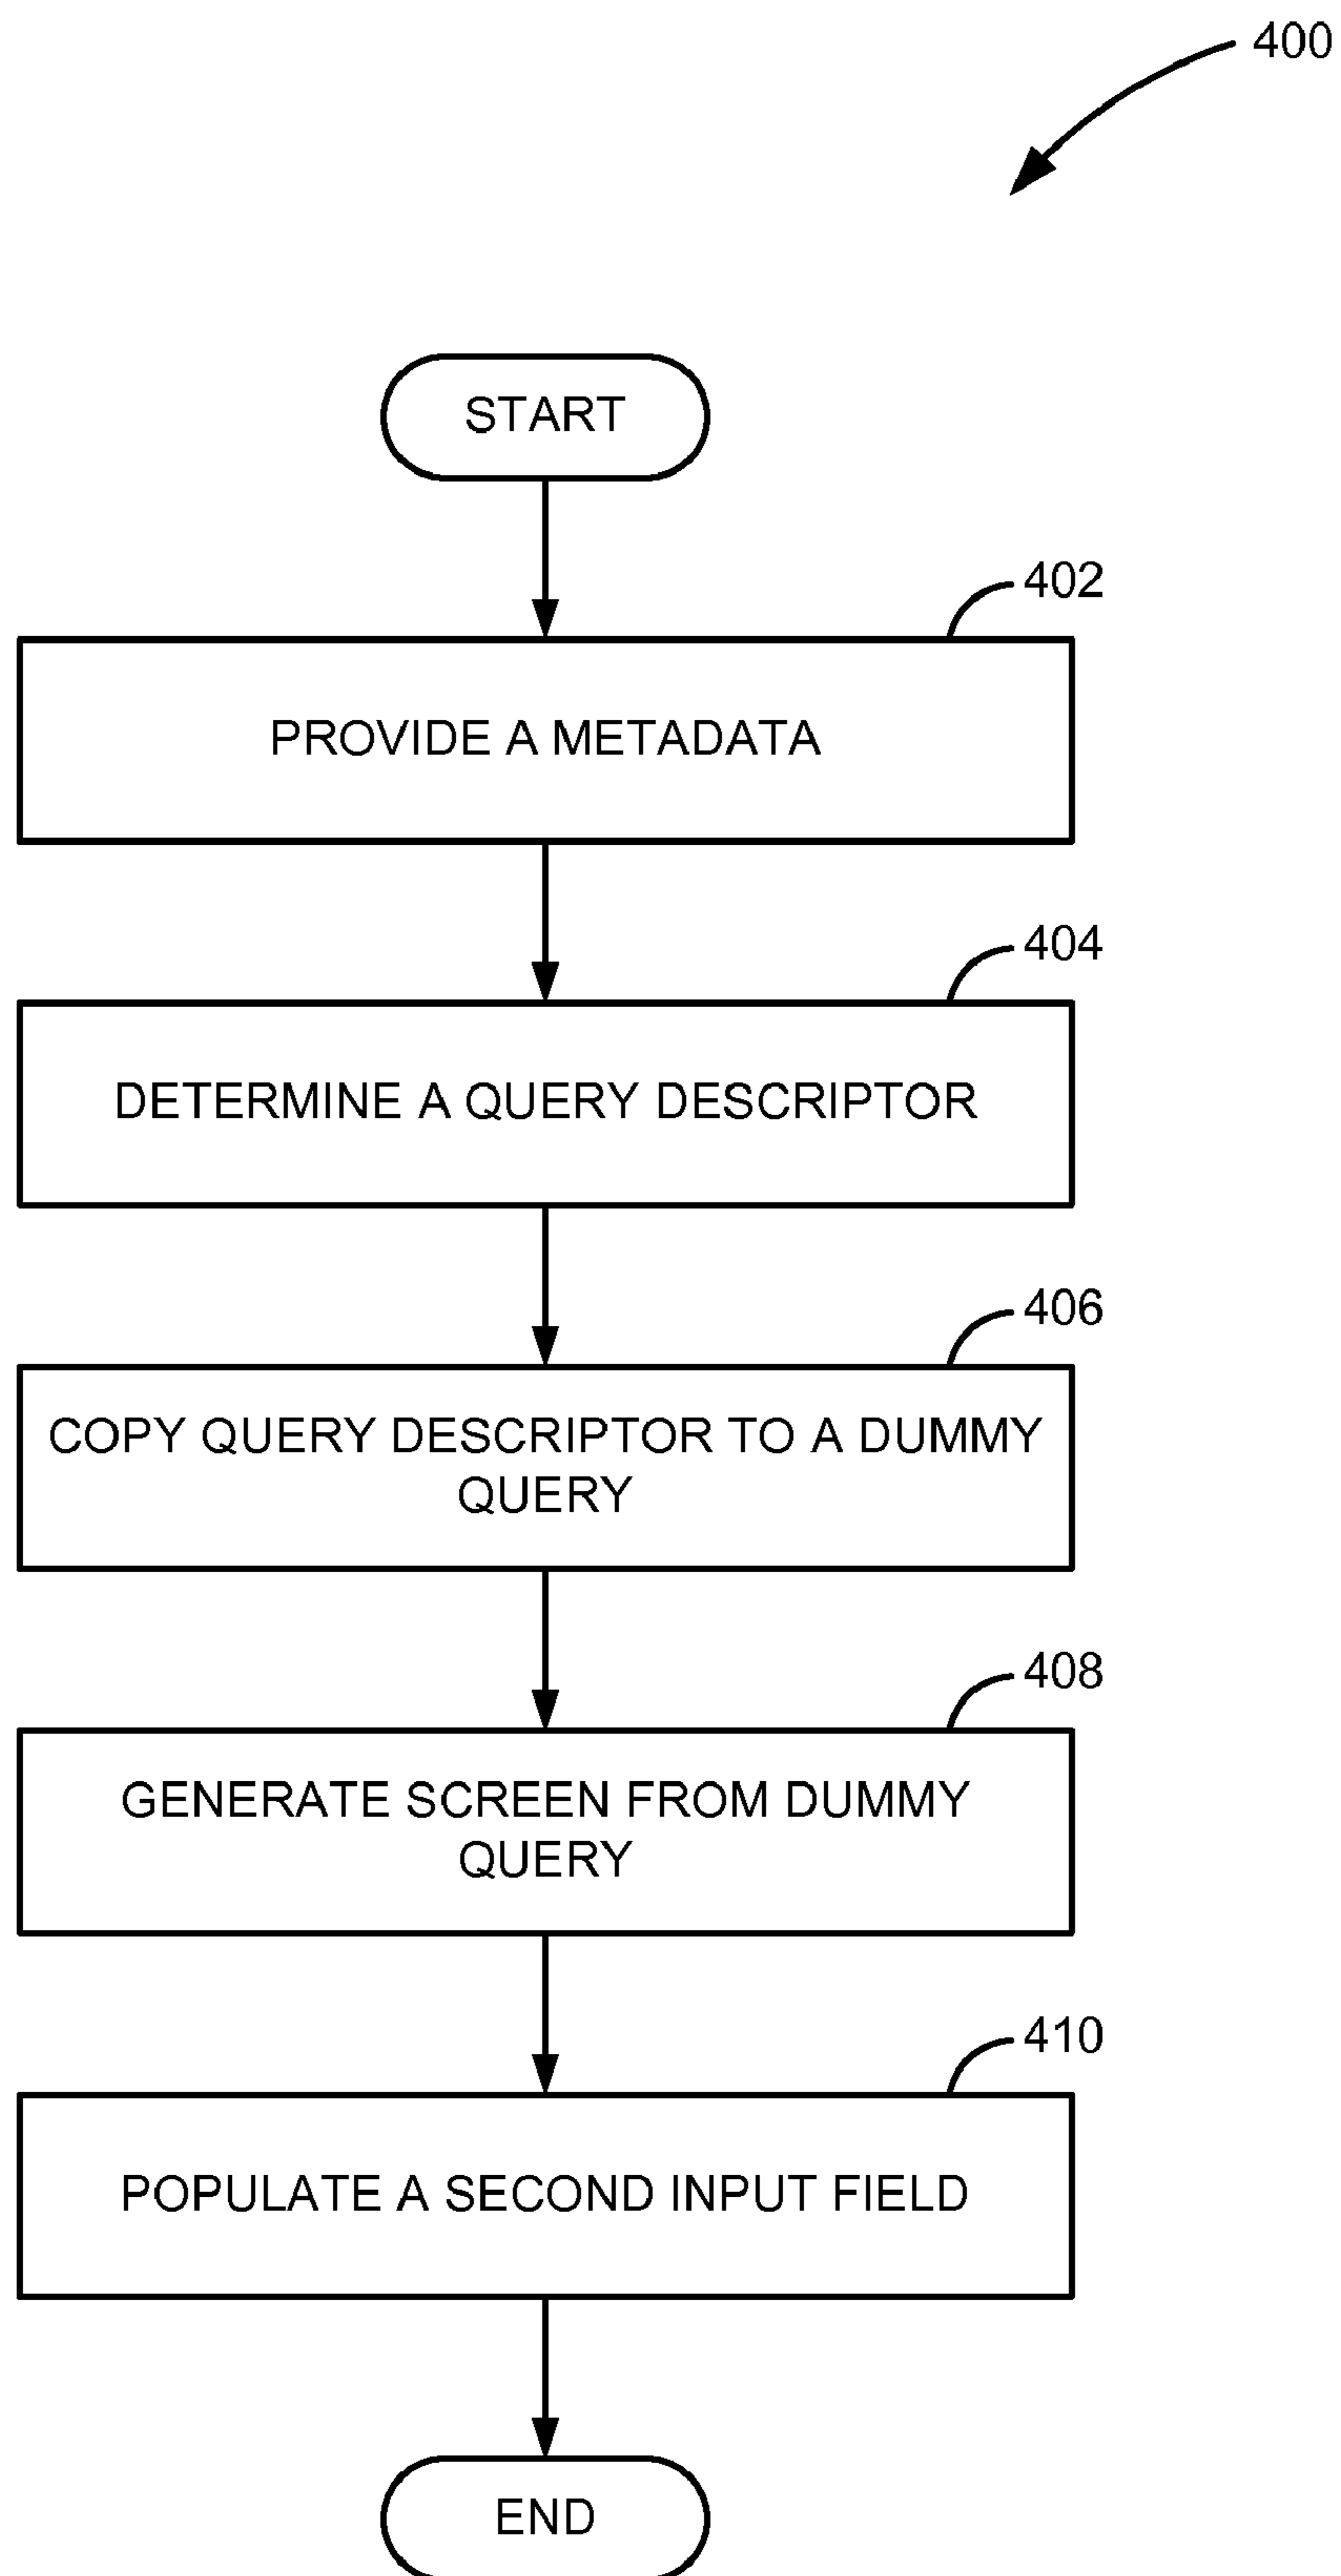 400
START
402
PROVIDE A METADATA
404
DETERMINE A QUERY DESCRIPTOR
406
COPY QUERY DESCRIPTOR TO A DUMMY
QUERY
408
GENERATE SCREEN FROM DUMMY
QUERY
410
POPULATE A SECOND INPUT FIELD
END